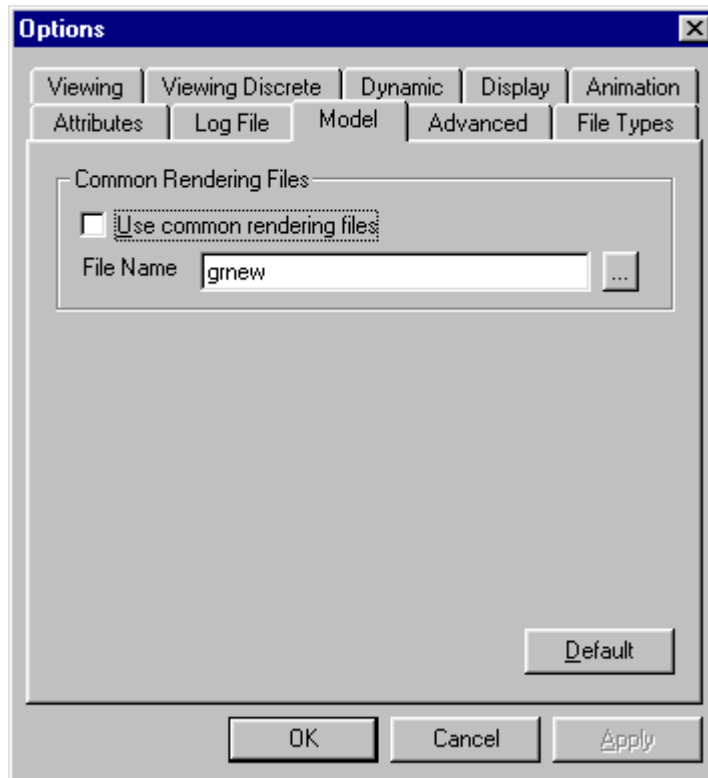 Options
Viewing Viewing Discrete Dynamic Display Animation
Attributes Log File Model Advanced File Types
Common Rendering Files
Use common rendering files
File Name grnew ...
Default
OK Cancel Apply